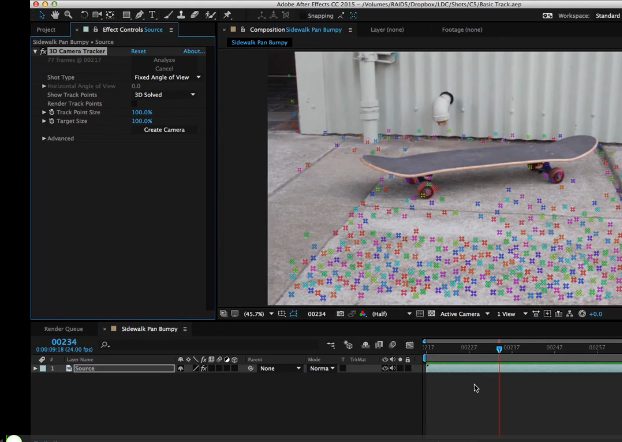 Adobe After Effects CC 2015 - /Volumes/RAID5/Dropbox/LDC/Shots/CS/Basic Track.aep
Snapping
Workspace: Standard
Project
Effect Controls Source
Composition Sidewalk Pan Bumpy
Layer (none)
Footage (none)
Sidewalk Pan Bumpy • Source
Sidewalk Pan Bumpy
fx 3D Camera Tracker
Reset
About...
77 frames @ 0217
Analyze
Cancel
Shot Type
Fixed Angle of View
Horizontal Angle of View
0.0
Show Track Points
3D Solved
Render Track Points
Track Point Size
100.0%
Target Size
100.0%
Create Camera
Advanced
(45.7%)
00234
(Half)
Active Camera
1 View
+0.0
Render Queue
Sidewalk Pan Bumpy
00234
0:00:09:18 (24.00 fps)
0217
00227
00237
00247
00257
# Layer Name
Parent
Mode
T TrkMat
1 Source
None
Norma